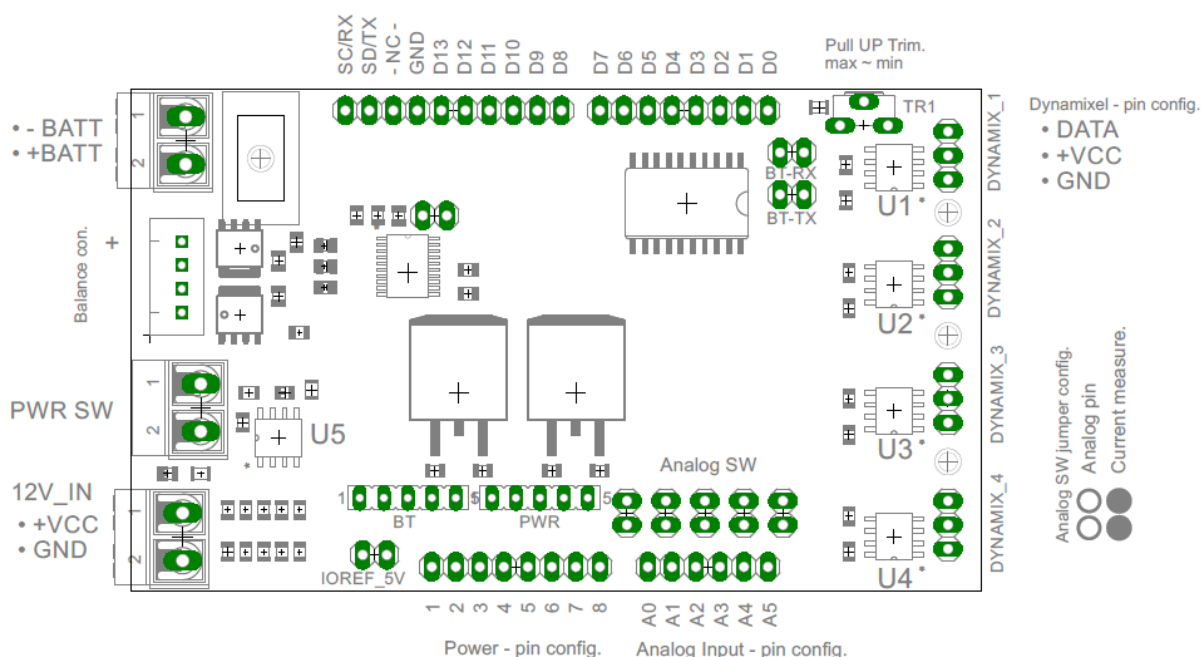 SC/RX
SD/TX
- NC -
GND
D13
D12
D11
D10
D9
D8
D7
D6
D5
D4
D3
D2
D1
D0
Pull UP Trim.
max ~ min
TR1
DYNAMIX_1
Dynamixel - pin config.
• DATA
• +VCC
• GND
• - BATT
• +BATT
1
2
BT-RX
BT-TX
U1 *
Balance con.
+
DYNAMIX_2
U2 *
PWR SW
1
2
U5
*
DYNAMIX_3
U3 *
Analog SW jumper config.
Analog pin
Current measure.
12V_IN
• +VCC
• GND
1
2
Analog SW
1
5
BT
PWR
5
IOREF_5V
DYNAMIX_4
U4 *
1
2
3
4
5
6
7
8
A0
A1
A2
A3
A4
A5
Power - pin config.
Analog Input - pin config.